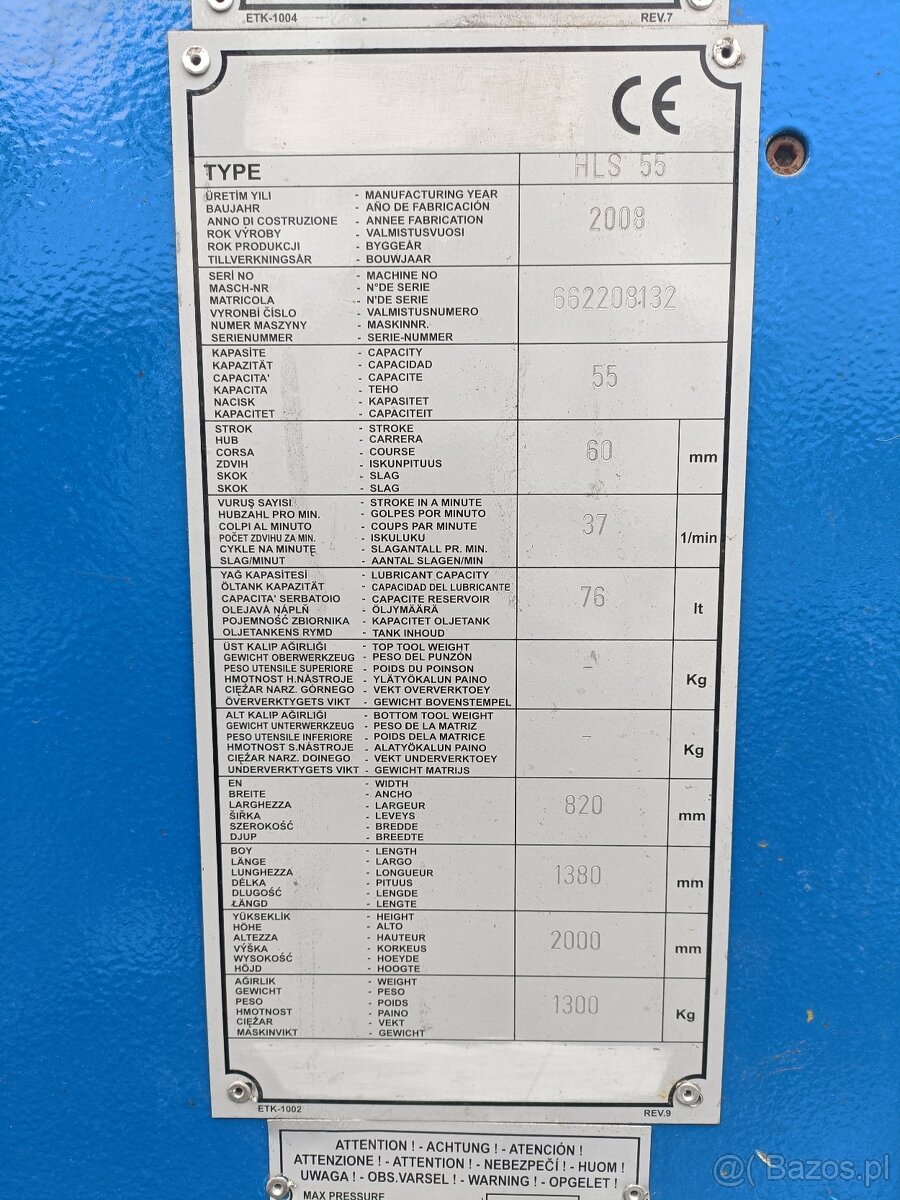 ETK-1004 REV.7
CE
TYPE HLS 55
ÜRETİM YILI - MANUFACTURING YEAR
BAUJAHR - AÑO DE FABRICACIÓN
ANNO DI COSTRUZIONE - ANNEE FABRICATION
ROK VÝROBY - VALMISTUSVUOSI
ROK PRODUKCJI - BYGGEÅR
TILLVERKNINGSÅR - BOUWJAAR
2008
SERİ NO - MACHINE NO
MASCH-NR - N°DE SERIE
MATRICOLA - N'DE SERIE
VYRONBÍ ČÍSLO - VALMISTUSNUMERO
NUMER MASZYNY - MASKINNR.
SERIENUMMER - SERIE-NUMMER
662208132
KAPASİTE - CAPACITY
KAPAZITÄT - CAPACIDAD
CAPACITA' - CAPACITE
KAPACITA - TEHO
NACISK - KAPASITET
KAPACITET - CAPACITEIT
55
STROK - STROKE
HUB - CARRERA
CORSA - COURSE
ZDVIH - ISKUNPITUUS
SKOK - SLAG
SKOK - SLAG
60 mm
VURUŞ SAYISI - STROKE IN A MINUTE
HUBZAHL PRO MIN. - GOLPES POR MINUTO
COLPI AL MINUTO - COUPS PAR MINUTE
POČET ZDVIHU ZA MIN. - ISKULUKU
CYKLE NA MINUTĘ - SLAGANTALL PR. MIN.
SLAG/MINUT - AANTAL SLAGEN/MIN
37 1/min
YAĞ KAPASİTESİ - LUBRICANT CAPACITY
ÖLTANK KAPAZITÄT - CAPACIDAD DEL LUBRICANTE
CAPACITA' SERBATOIO - CAPACITE RESERVOIR
OLEJAVÁ NÁPLŇ - ÖLJYMÄÄRÄ
POJEMNOŚĆ ZBIORNIKA - KAPACITET OLJETANK
OLJETANKENS RYMD - TANK INHOUD
76 lt
ÜST KALIP AĞIRLIĞI - TOP TOOL WEIGHT
GEWICHT OBERWERKZEUG - PESO DEL PUNZÓN
PESO UTENSILE SUPERIORE - POIDS DU POINSON
HMOTNOST H.NÁSTROJE - YLÄTYÖKALUN PAINO
CIĘŻAR NARZ. GÓRNEGO - VEKT OVERVERKTOEY
ÖVERVERKTYGETS VIKT - GEWICHT BOVENSTEMPEL
- Kg
ALT KALIP AĞIRLIĞI - BOTTOM TOOL WEIGHT
GEWICHT UNTERWERKZEUG - PESO DE LA MATRIZ
PESO UTENSILE INFERIORE - POIDS DELA MATRICE
HMOTNOST S.NÁSTROJE - ALATYÖKALUN PAINO
CIĘŻAR NARZ. DOINEGO - VEKT UNDERVERKTOEY
UNDERVERKTYGETS VIKT - GEWICHT MATRIJS
- Kg
EN - WIDTH
BREITE - ANCHO
LARGHEZZA - LARGEUR
ŠIŘKA - LEVEYS
SZEROKOŚĆ - BREDDE
DJUP - BREEDTE
820 mm
BOY - LENGTH
LÄNGE - LARGO
LUNGHEZZA - LONGUEUR
DÉLKA - PITUUS
DLUGOŚĆ - LENGDE
ŁÄNGD - LENGTE
1380 mm
YÜKSEKLİK - HEIGHT
HÖHE - ALTO
ALTEZZA - HAUTEUR
VÝŠKA - KORKEUS
WYSOKOŚĆ - HOEYDE
HÖJD - HOOGTE
2000 mm
AĞIRLIK - WEIGHT
GEWICHT - PESO
PESO - POIDS
HMOTNOST - PAINO
CIĘŻAR - VEKT
MASKINVIKT - GEWICHT
1300 Kg
ETK-1002 REV.9
ATTENTION ! - ACHTUNG ! - ATENCIÓN !
ATTENZIONE ! - ATTENTION ! - NEBEZPEČÍ ! - HUOM !
UWAGA ! - OBS.VARSEL ! - WARNING ! - OPGELET !
MAX PRESSURE
@( Bazos.pl